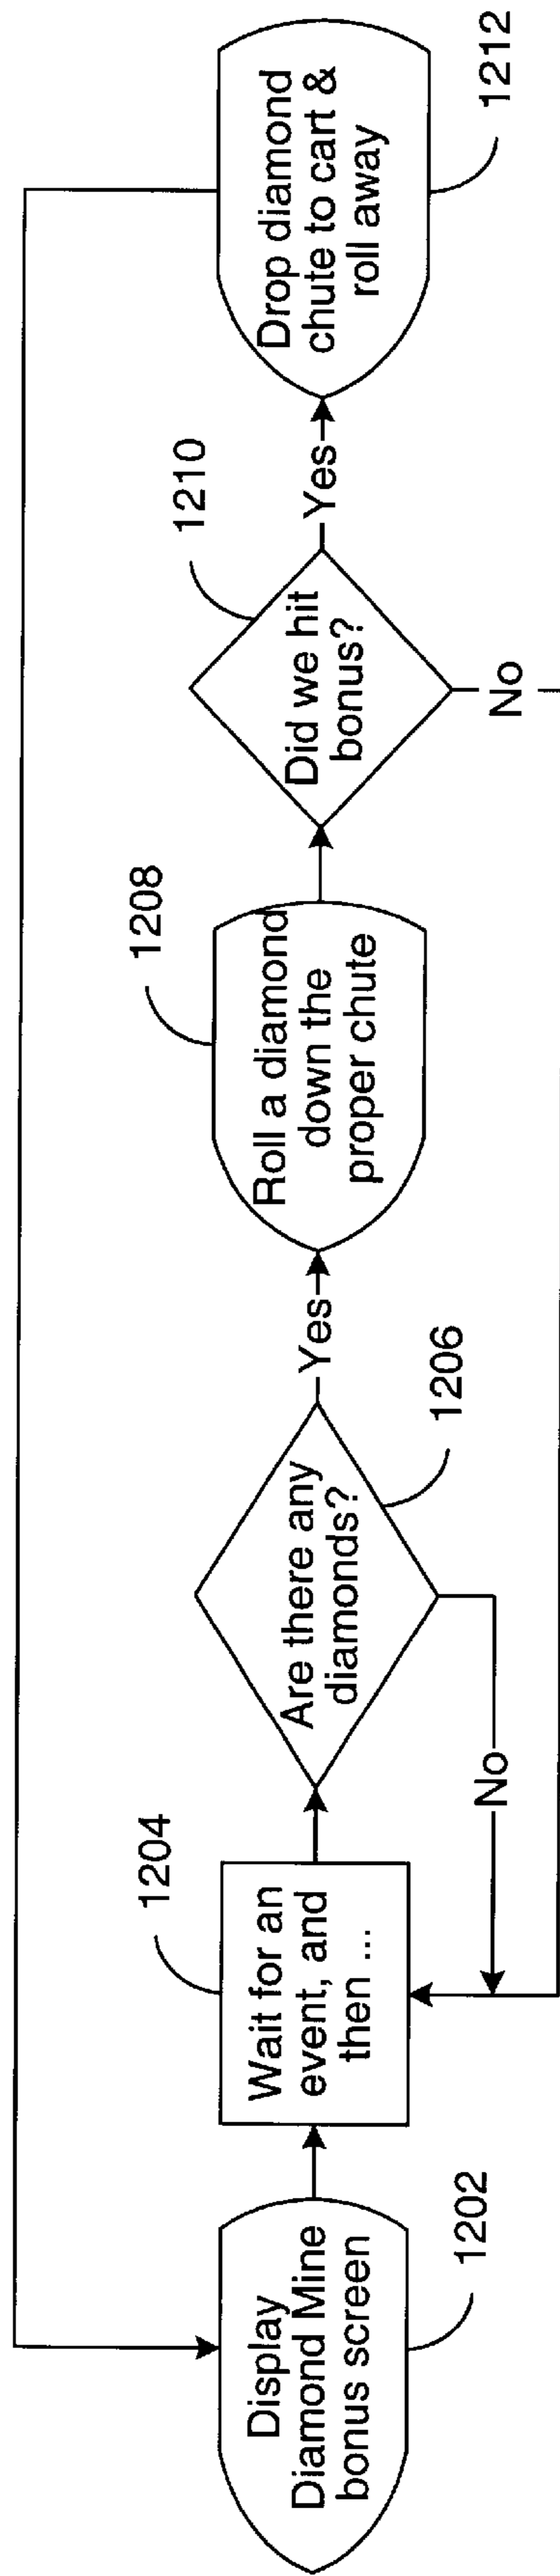 Display
Diamond Mine
bonus screen
1202
Wait for an
event, and
then ...
1204
Are there any
diamonds?
1206
No
Yes
Roll a diamond
down the
proper chute
1208
Did we hit
bonus?
1210
No
Yes
Drop diamond
chute to cart &
roll away
1212